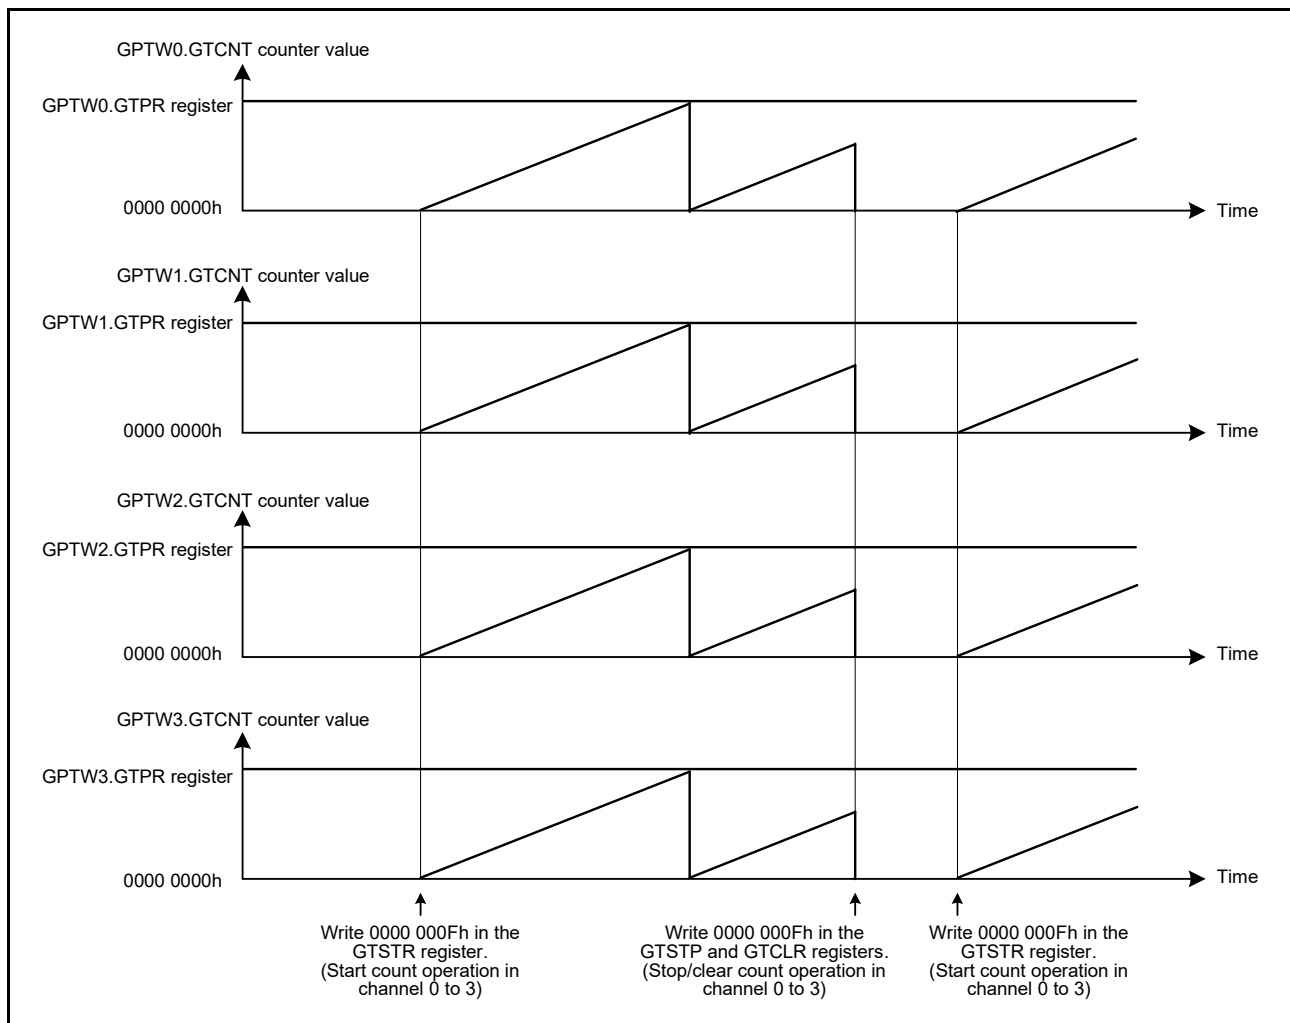 GPTW0.GTCNT counter value
GPTW0.GTPR register
0000 0000h
Time
GPTW1.GTCNT counter value
GPTW1.GTPR register
0000 0000h
Time
GPTW2.GTCNT counter value
GPTW2.GTPR register
0000 0000h
Time
GPTW3.GTCNT counter value
GPTW3.GTPR register
0000 0000h
Time
Write 0000 000Fh in the
GTSTR register.
(Start count operation in
channel 0 to 3)
Write 0000 000Fh in the
GTSTP and GTCLR registers.
(Stop/clear count operation in
channel 0 to 3)
Write 0000 000Fh in the
GTSTR register.
(Start count operation in
channel 0 to 3)